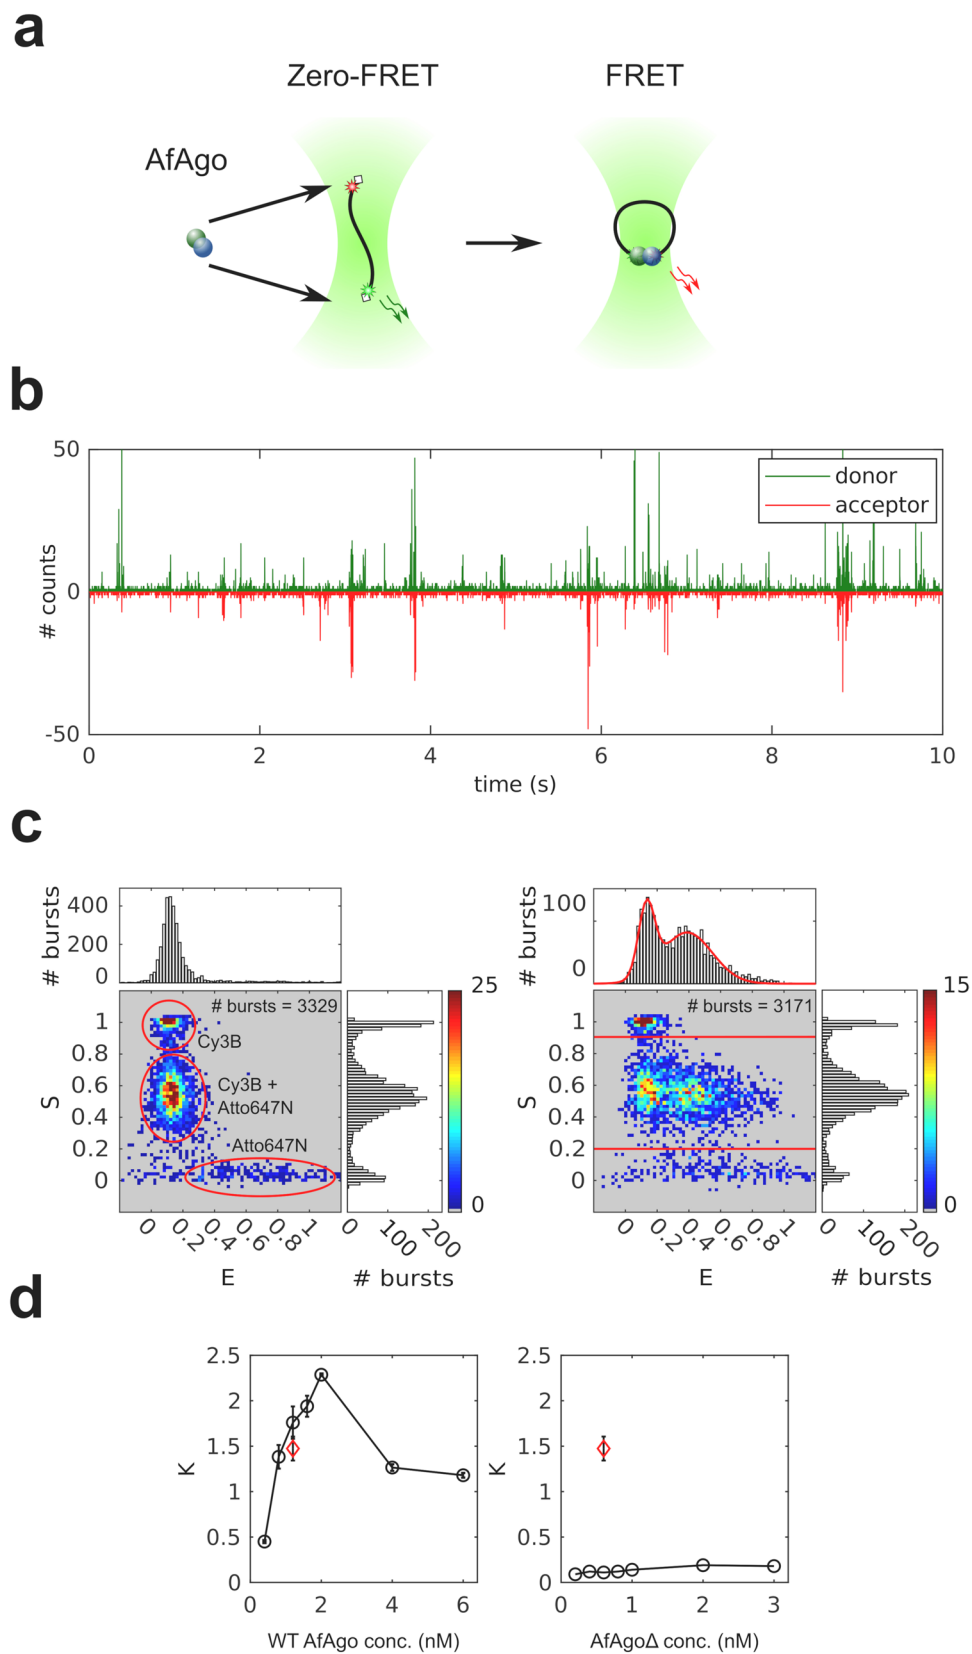 a
Zero-FRET
FRET
AfAgo
b
# counts
50
0
-50
donor
acceptor
0
2
4
6
8
10
time (s)
c
# bursts
400
200
0
# bursts = 3329
Cy3B
Cy3B +
Atto647N
Atto647N
S
1
0.8
0.6
0.4
0.2
0
0
0.2
0.4
0.6
0.8
1
E
100
200
# bursts
25
0
# bursts
100
0
# bursts = 3171
S
1
0.8
0.6
0.4
0.2
0
0
0.2
0.4
0.6
0.8
1
E
100
200
# bursts
15
0
d
K
2.5
2
1.5
1
0.5
0
0
2
4
6
WT AfAgo conc. (nM)
K
2.5
2
1.5
1
0.5
0
0
1
2
3
AfAgoΔ conc. (nM)